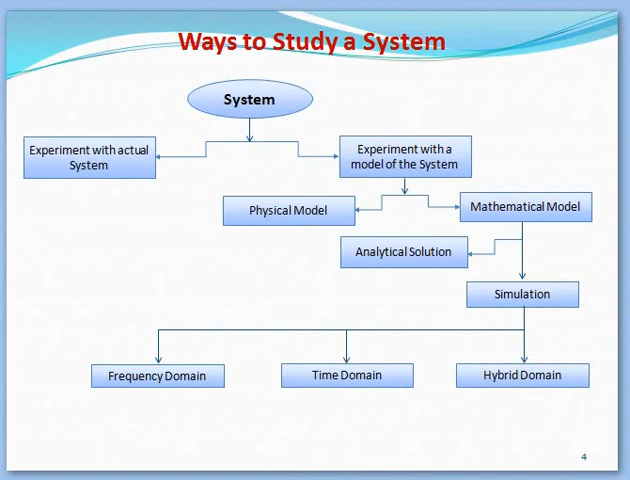 Ways to Study a System
System
Experiment with actual
System
Experiment with a
model of the System
Physical Model
Mathematical Model
Analytical Solution
Simulation
Frequency Domain
Time Domain
Hybrid Domain
4